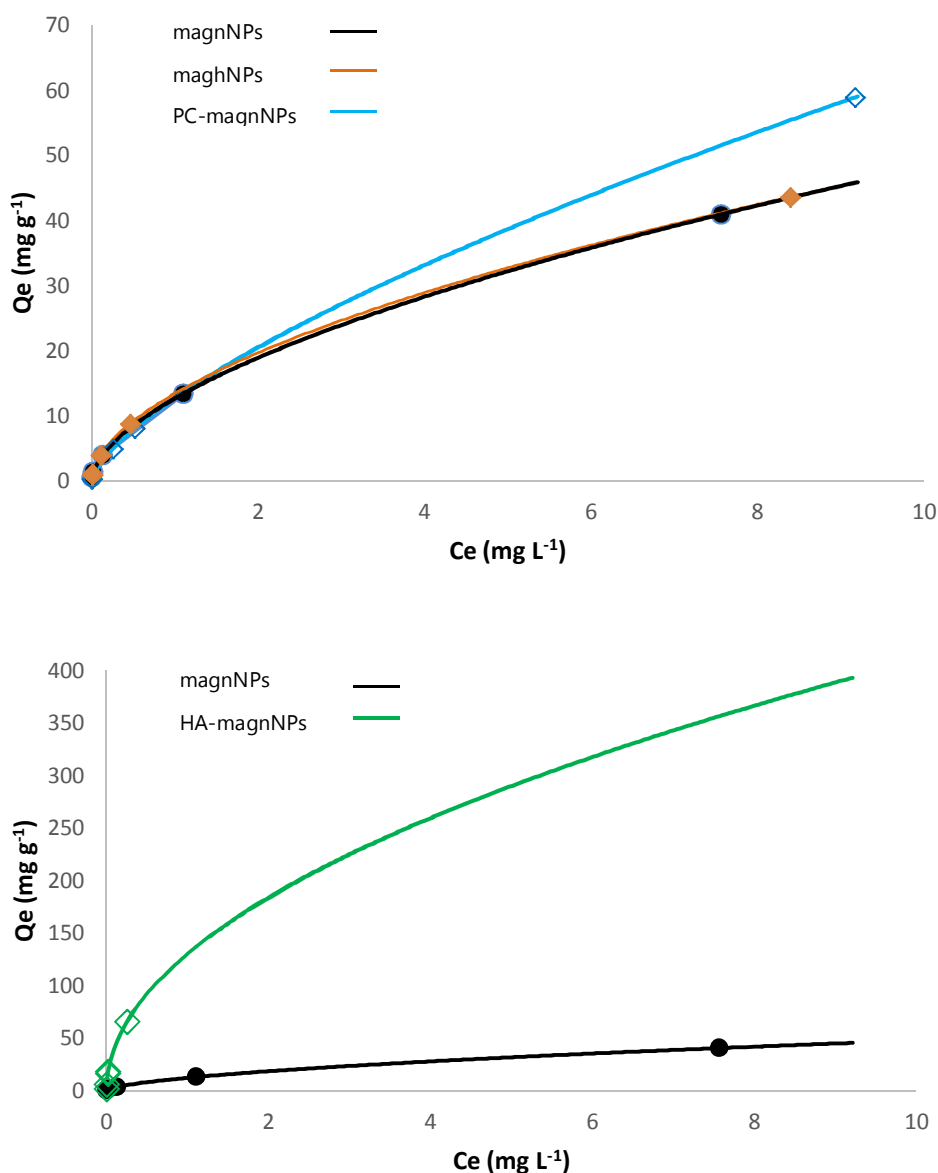 70
60
50
40
30
20
10
0
Qe (mg g⁻¹)
magnNPs
maghNPs
PC-magnNPs
0 2 4 6 8 10
Ce (mg L⁻¹)
400
350
300
250
200
150
100
50
0
Qe (mg g⁻¹)
magnNPs
HA-magnNPs
0 2 4 6 8 10
Ce (mg L⁻¹)